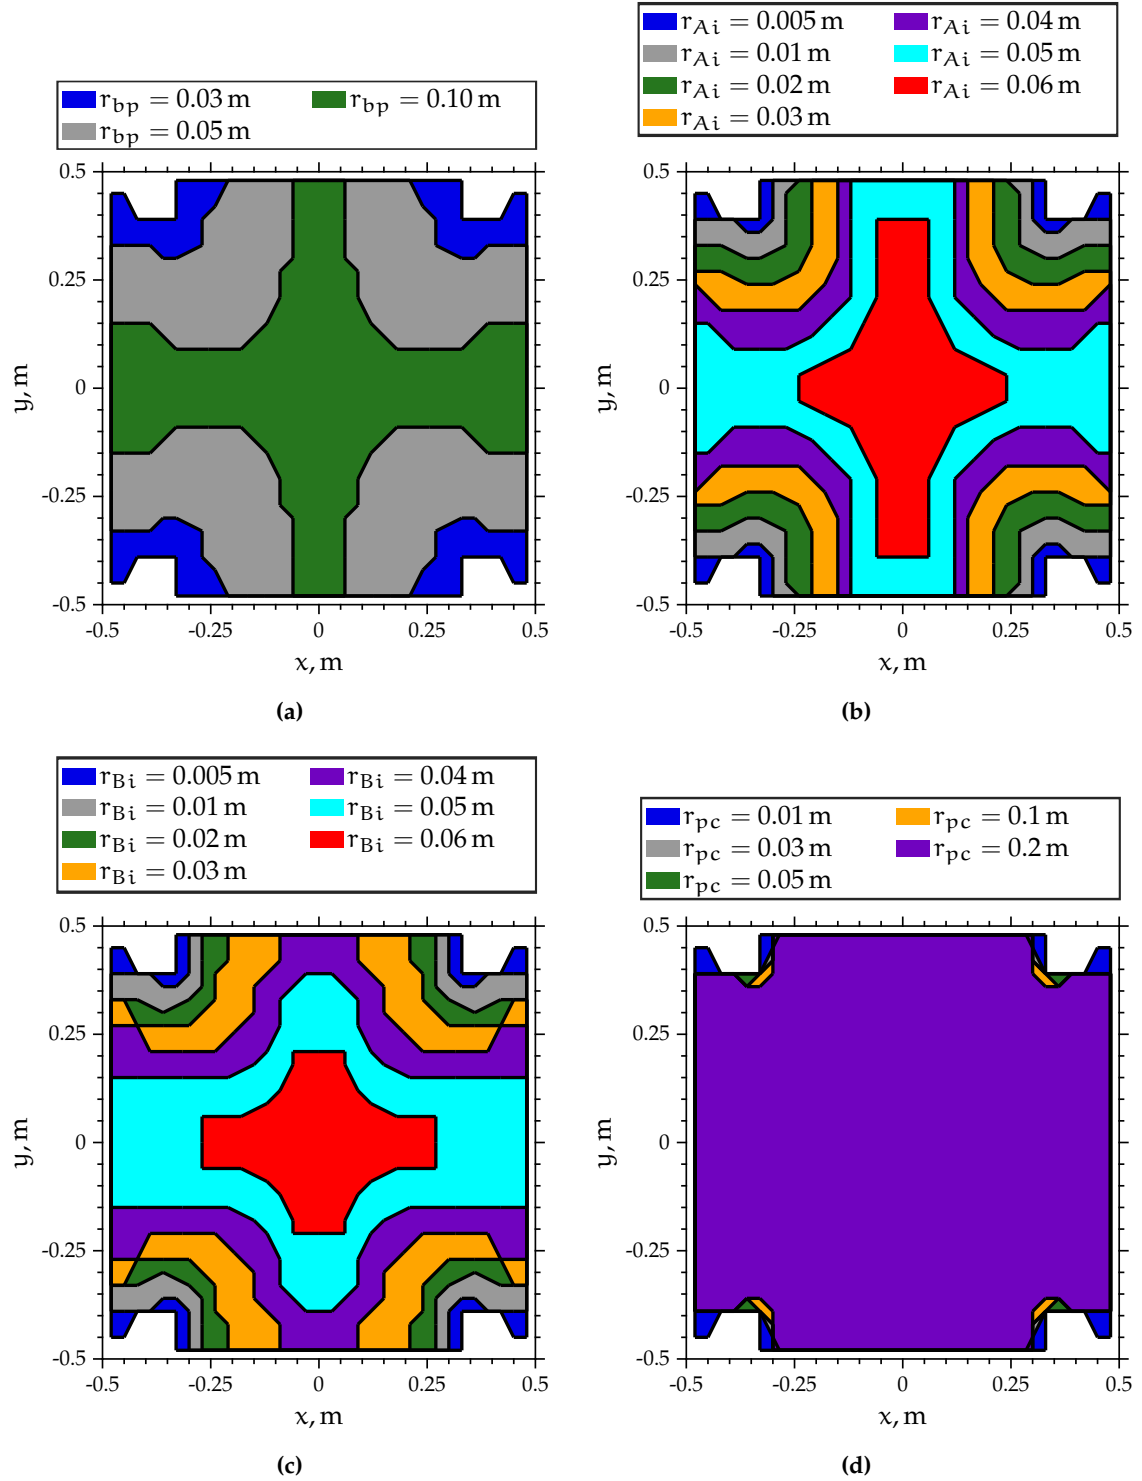 r_bp = 0.03 m r_bp = 0.10 m
r_bp = 0.05 m
0.5
0.25
0
-0.25
-0.5
y, m
-0.5 -0.25 0 0.25 0.5
x, m
(a)
r_Ai = 0.005 m r_Ai = 0.04 m
r_Ai = 0.01 m r_Ai = 0.05 m
r_Ai = 0.02 m r_Ai = 0.06 m
r_Ai = 0.03 m
0.5
0.25
0
-0.25
-0.5
y, m
-0.5 -0.25 0 0.25 0.5
x, m
(b)
r_Bi = 0.005 m r_Bi = 0.04 m
r_Bi = 0.01 m r_Bi = 0.05 m
r_Bi = 0.02 m r_Bi = 0.06 m
r_Bi = 0.03 m
0.5
0.25
0
-0.25
-0.5
y, m
-0.5 -0.25 0 0.25 0.5
x, m
(c)
r_pc = 0.01 m r_pc = 0.1 m
r_pc = 0.03 m r_pc = 0.2 m
r_pc = 0.05 m
0.5
0.25
0
-0.25
-0.5
y, m
-0.5 -0.25 0 0.25 0.5
x, m
(d)